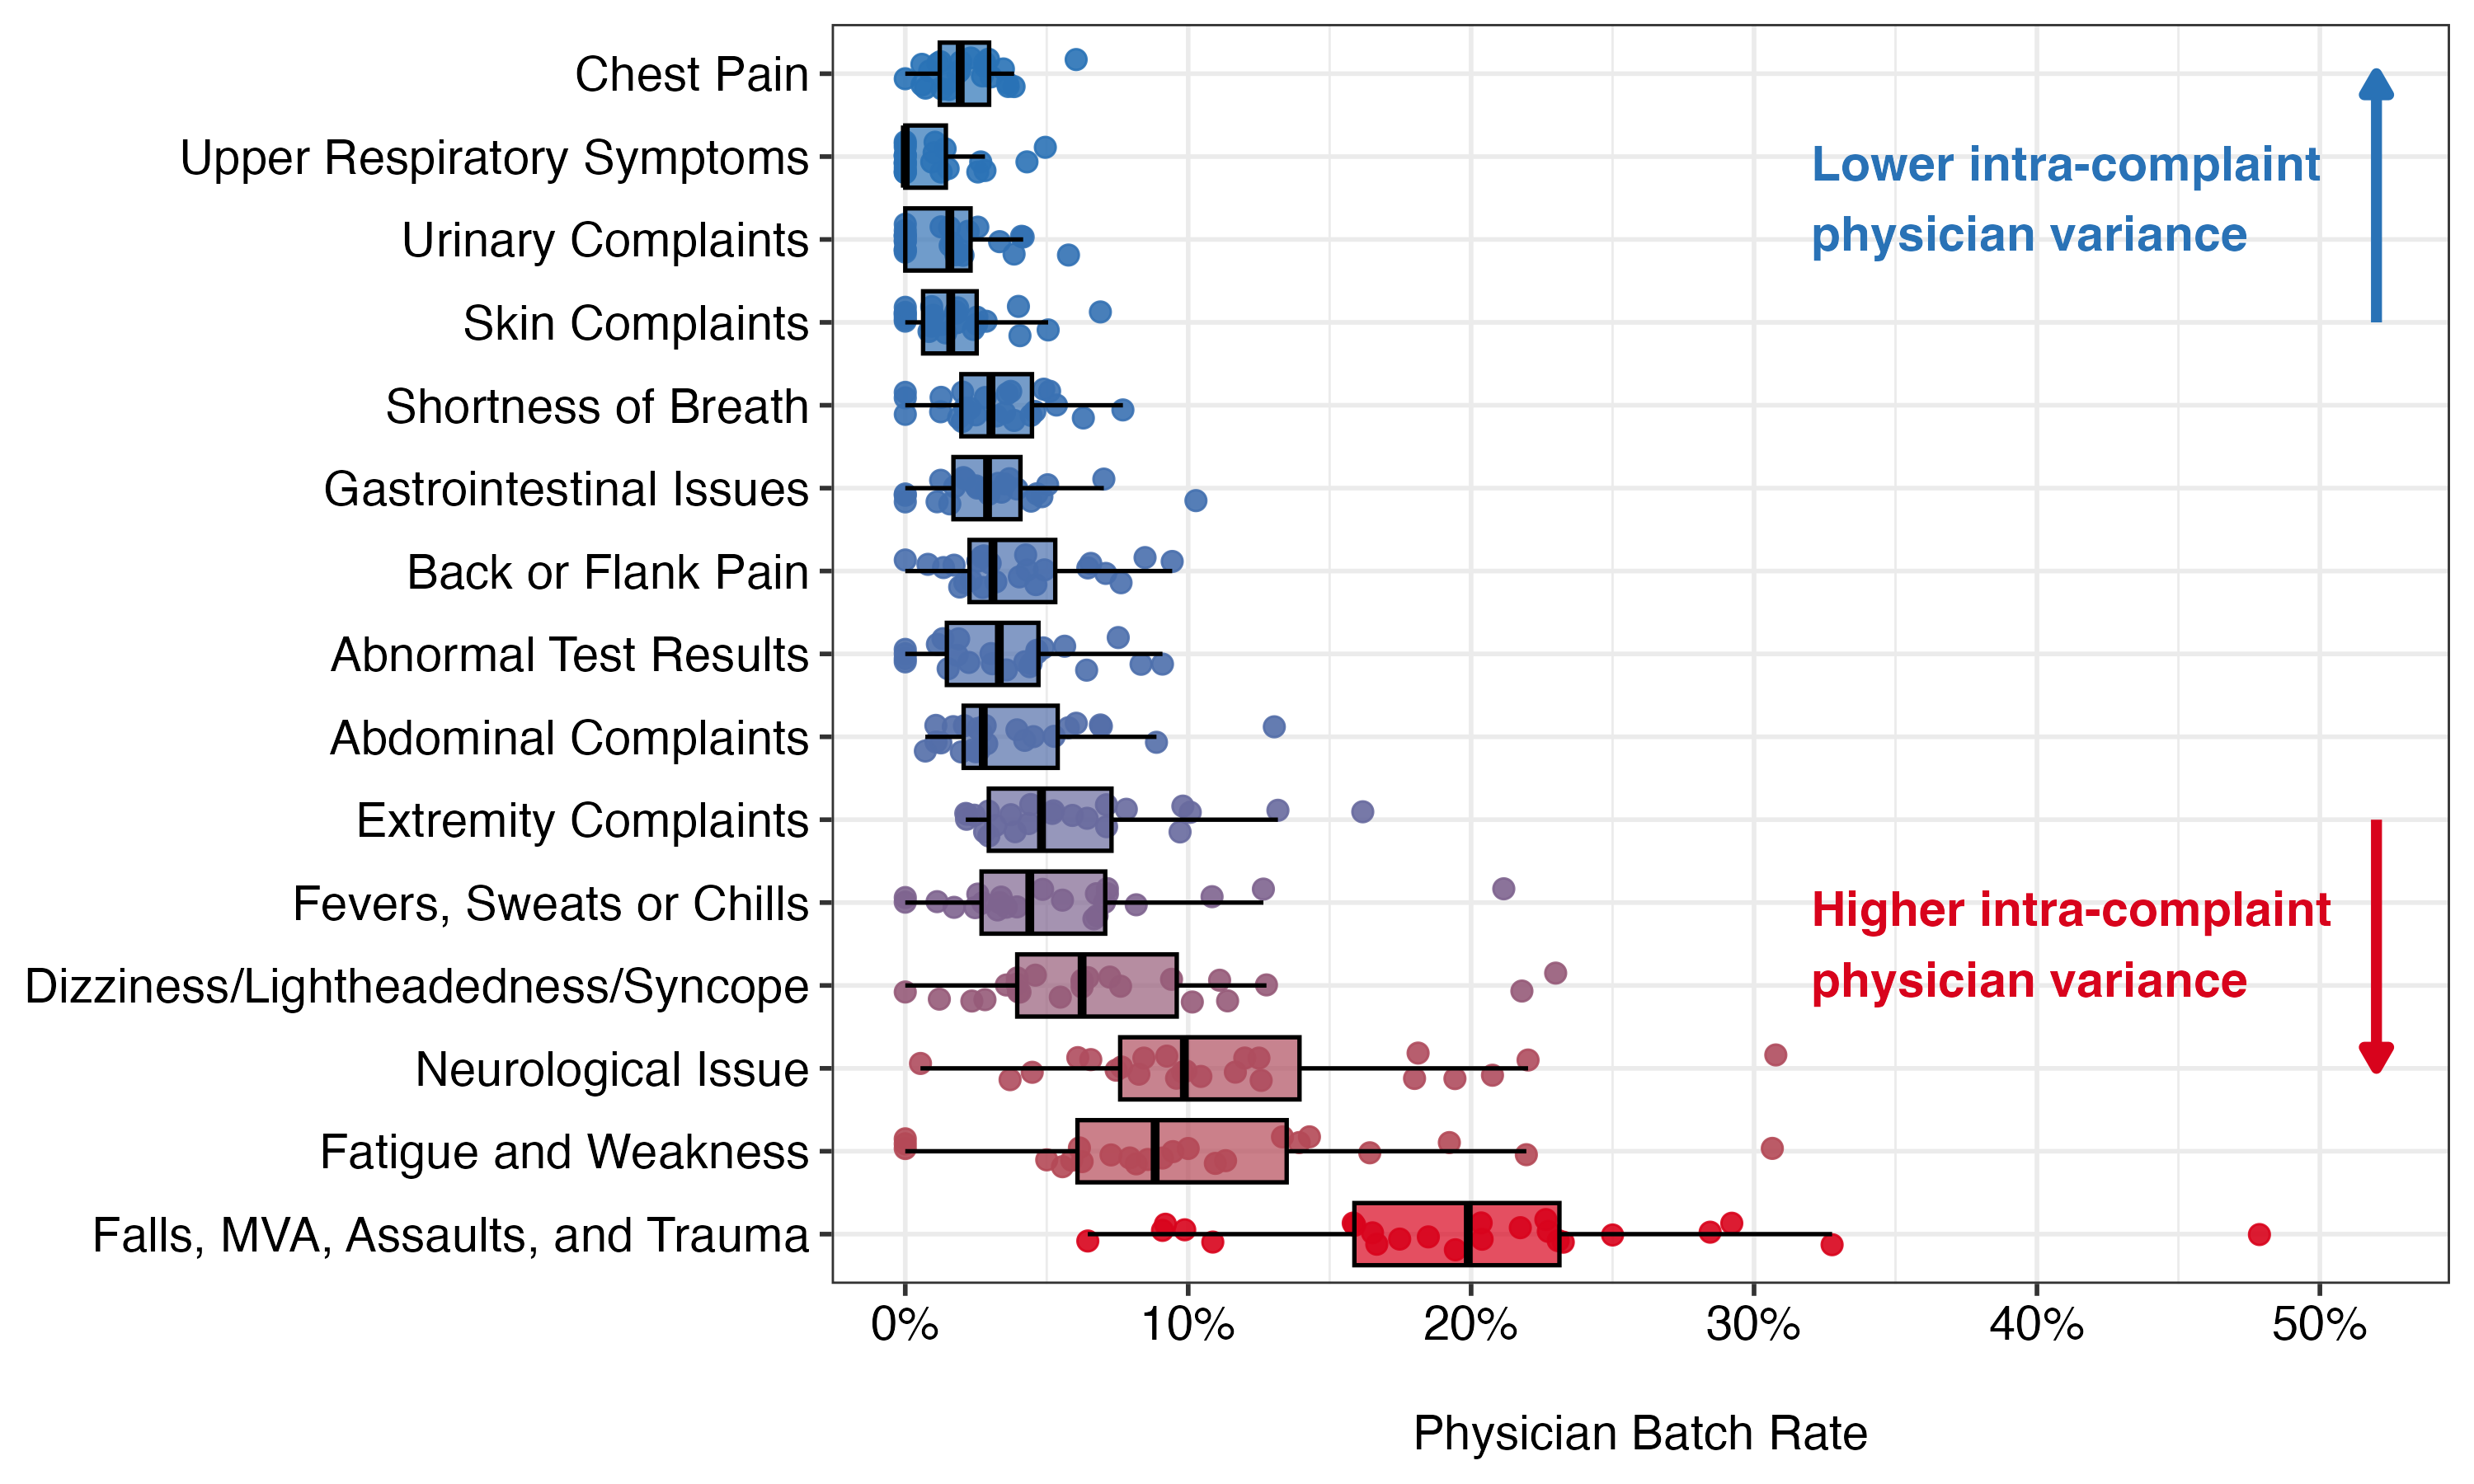 Chest Pain
Upper Respiratory Symptoms
Urinary Complaints
Skin Complaints
Shortness of Breath
Gastrointestinal Issues
Back or Flank Pain
Abnormal Test Results
Abdominal Complaints
Extremity Complaints
Fevers, Sweats or Chills
Dizziness/Lightheadedness/Syncope
Neurological Issue
Fatigue and Weakness
Falls, MVA, Assaults, and Trauma
Lower intra-complaint
physician variance
Higher intra-complaint
physician variance
0% 10% 20% 30% 40% 50%
Physician Batch Rate